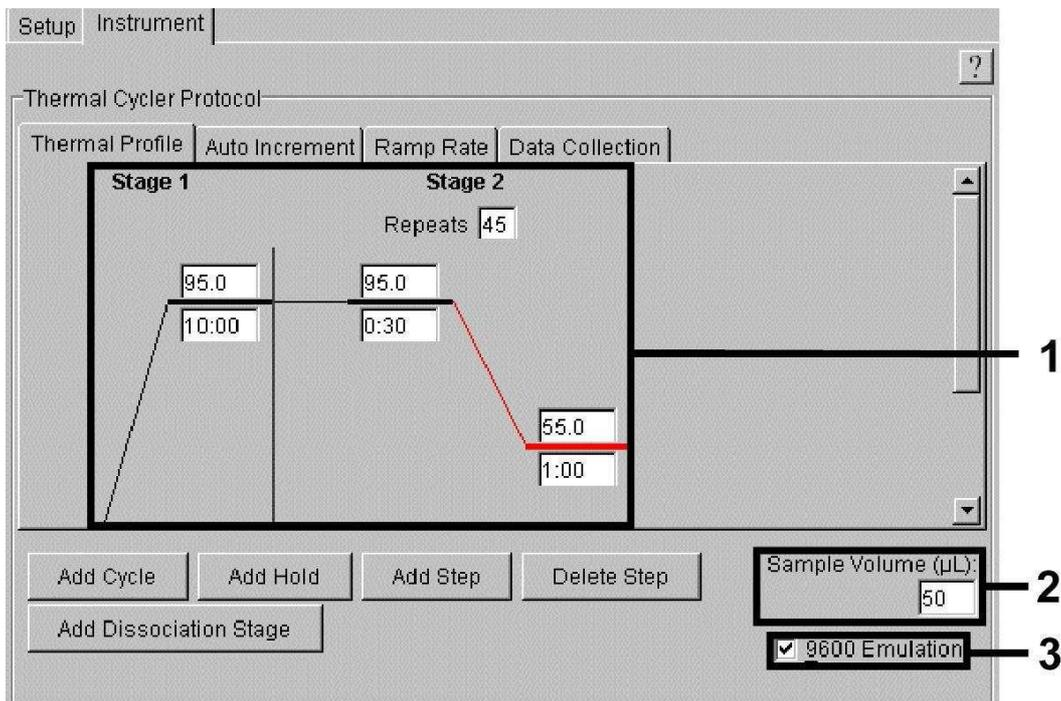 Setup Instrument
?
Thermal Cycler Protocol
Thermal Profile Auto Increment Ramp Rate Data Collection
Stage 1 Stage 2
Repeats 45
95.0 95.0
10:00 0:30
1
55.0
1:00
Add Cycle Add Hold Add Step Delete Step
Sample Volume (µL):
50
2
Add Dissociation Stage
9600 Emulation
3